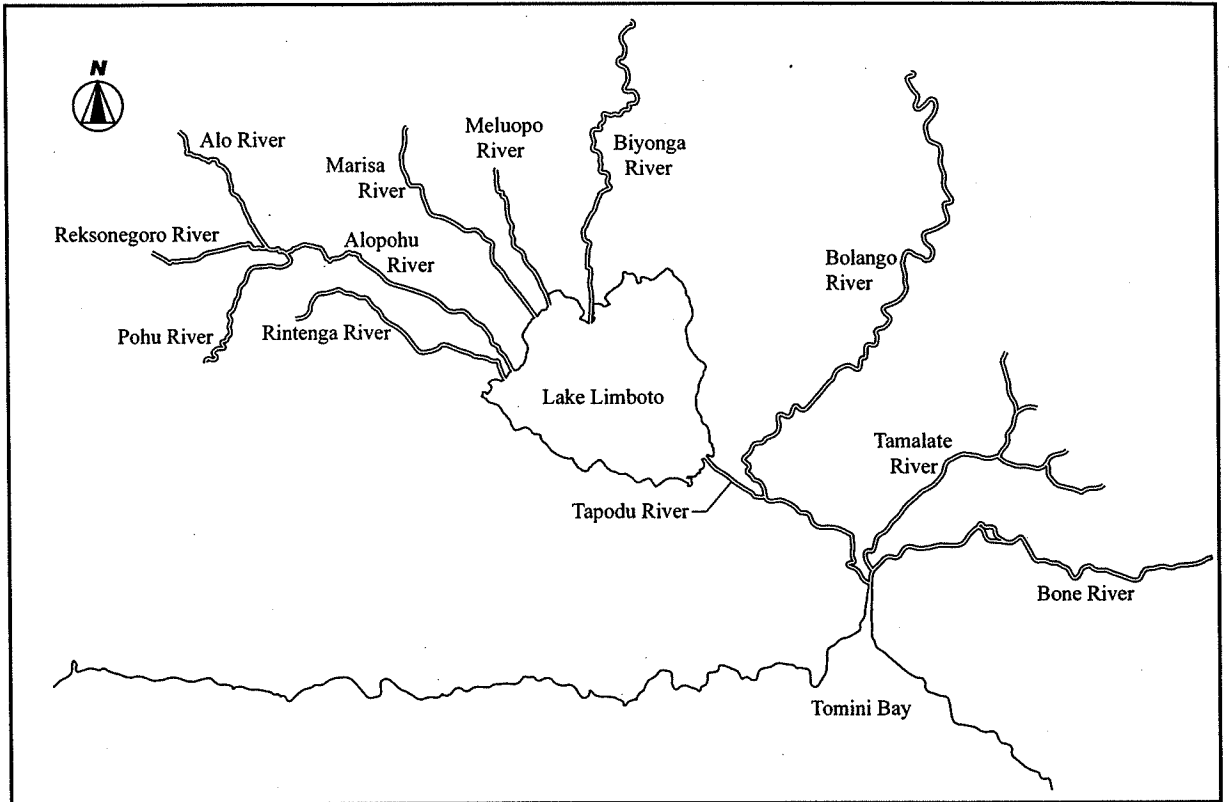 N
Alo River
Meluopo
River
Biyonga
River
Marisa
River
Reksonegoro River
Alopohu
River
Bolango
River
Pohu River
Rintenga River
Lake Limboto
Tamalate
River
Tapodu River
Bone River
Tomini Bay